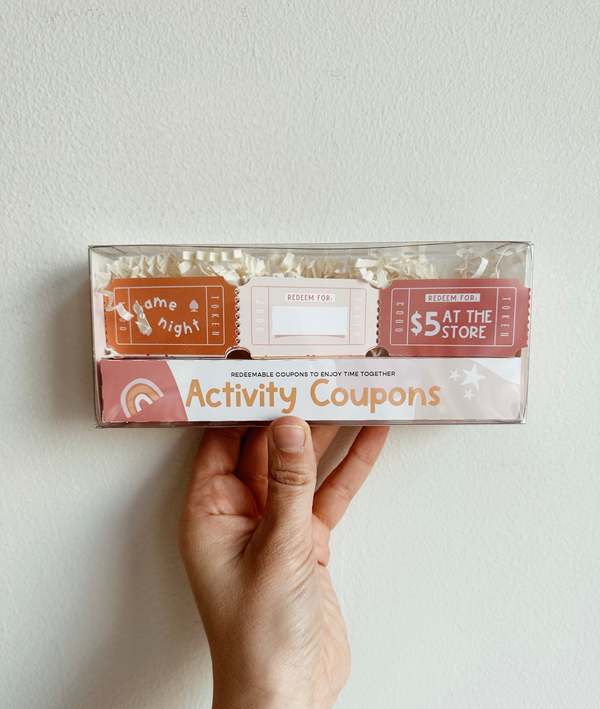 ame
night
TOKEN
REDEEM FOR:
REDEEM FOR:
$5 AT THE
STORE
TOKEN
REDEEMABLE COUPONS TO ENJOY TIME TOGETHER
Activity Coupons